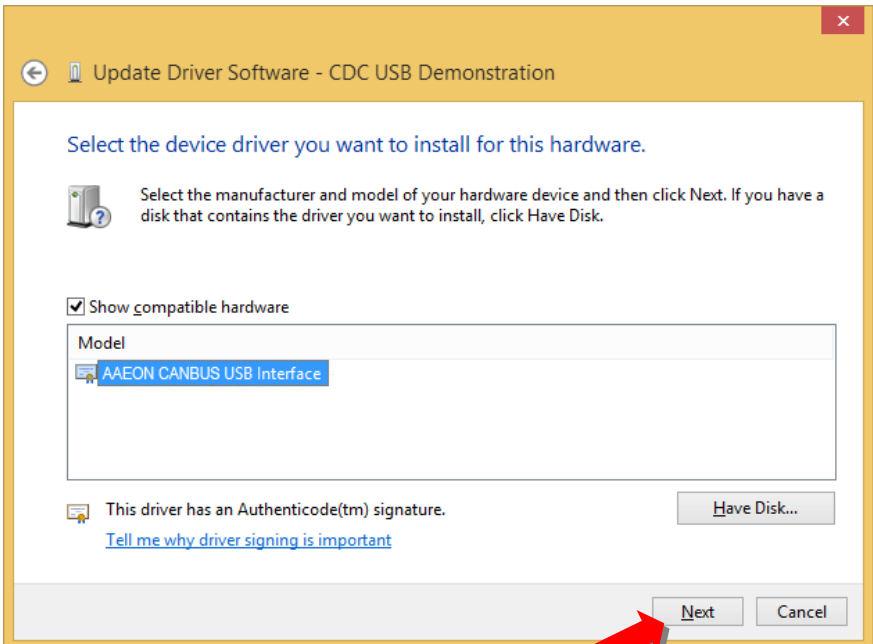 Update Driver Software - CDC USB Demonstration
Select the device driver you want to install for this hardware.
Select the manufacturer and model of your hardware device and then click Next. If you have a
disk that contains the driver you want to install, click Have Disk.
Show compatible hardware
Model
AAEON CANBUS USB Interface
This driver has an Authenticode(tm) signature.
Have Disk...
Tell me why driver signing is important
Next
Cancel